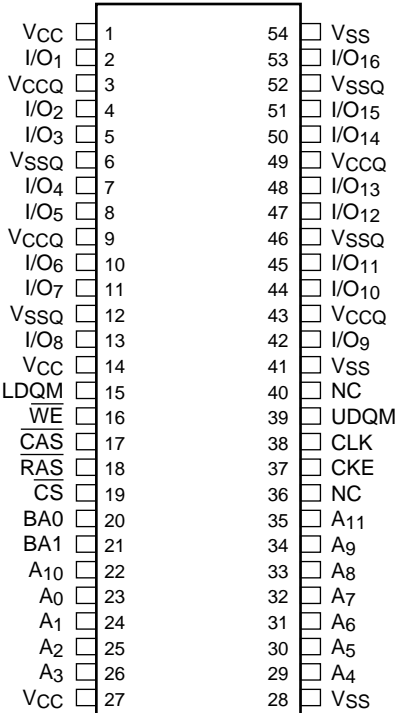 VCC 1 54 VSS
I/O1 2 53 I/O16
VCCQ 3 52 VSSQ
I/O2 4 51 I/O15
I/O3 5 50 I/O14
VSSQ 6 49 VCCQ
I/O4 7 48 I/O13
I/O5 8 47 I/O12
VCCQ 9 46 VSSQ
I/O6 10 45 I/O11
I/O7 11 44 I/O10
VSSQ 12 43 VCCQ
I/O8 13 42 I/O9
VCC 14 41 VSS
LDQM 15 40 NC
W̅E̅ 16 39 UDQM
C̅A̅S̅ 17 38 CLK
R̅A̅S̅ 18 37 CKE
C̅S̅ 19 36 NC
BA0 20 35 A11
BA1 21 34 A9
A10 22 33 A8
A0 23 32 A7
A1 24 31 A6
A2 25 30 A5
A3 26 29 A4
VCC 27 28 VSS